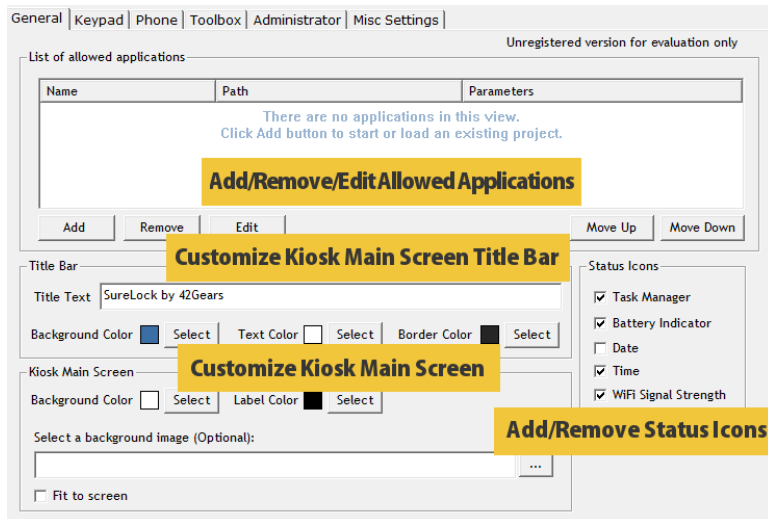 General Keypad Phone Toolbox Administrator Misc Settings
Unregistered version for evaluation only
List of allowed applications
Name Path Parameters
There are no applications in this view.
Click Add button to start or load an existing project.
Add/Remove/Edit Allowed Applications
Add Remove Edit Move Up Move Down
Customize Kiosk Main Screen Title Bar
Title Bar
Title Text SureLock by 42Gears
Background Color Select Text Color Select Border Color Select
Status Icons
Task Manager
Battery Indicator
Date
Time
WiFi Signal Strength
Customize Kiosk Main Screen
Kiosk Main Screen
Background Color Select Label Color Select
Add/Remove Status Icons
Select a background image (Optional):
...
Fit to screen